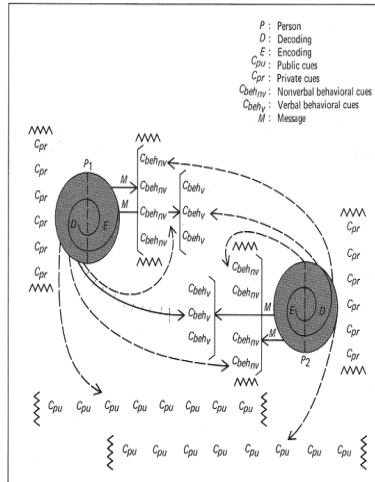 P : Person
D : Decoding
E : Encoding
Cpu : Public cues
Cpr : Private cues
Cbehnv : Nonverbal behavioral cues
Cbehv : Verbal behavioral cues
M : Message
Cpr
Cpr
Cpr
Cpr
Cpr
Cpr
P1
D
E
M
M
Cbehnv
Cbehnv
Cbehnv
Cbehnv
Cbehv
Cbehv
Cbehv
Cbehnv
Cbehnv
Cbehnv
Cbehnv
Cbehv
Cbehv
Cbehv
M
M
E
D
P2
Cpr
Cpr
Cpr
Cpr
Cpr
Cpr
Cpu Cpu Cpu Cpu Cpu Cpu Cpu Cpu
Cpu Cpu Cpu Cpu Cpu Cpu Cpu Cpu